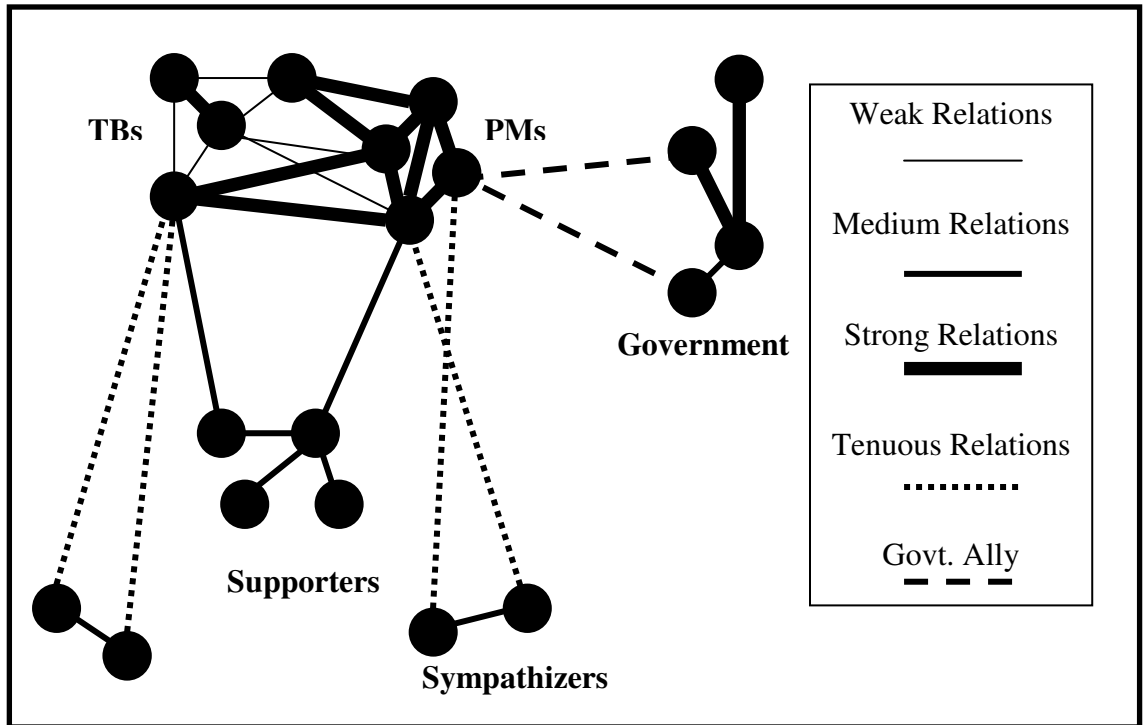 TBs
PMs
Government
Supporters
Sympathizers
Weak Relations
Medium Relations
Strong Relations
Tenuous Relations
Govt. Ally